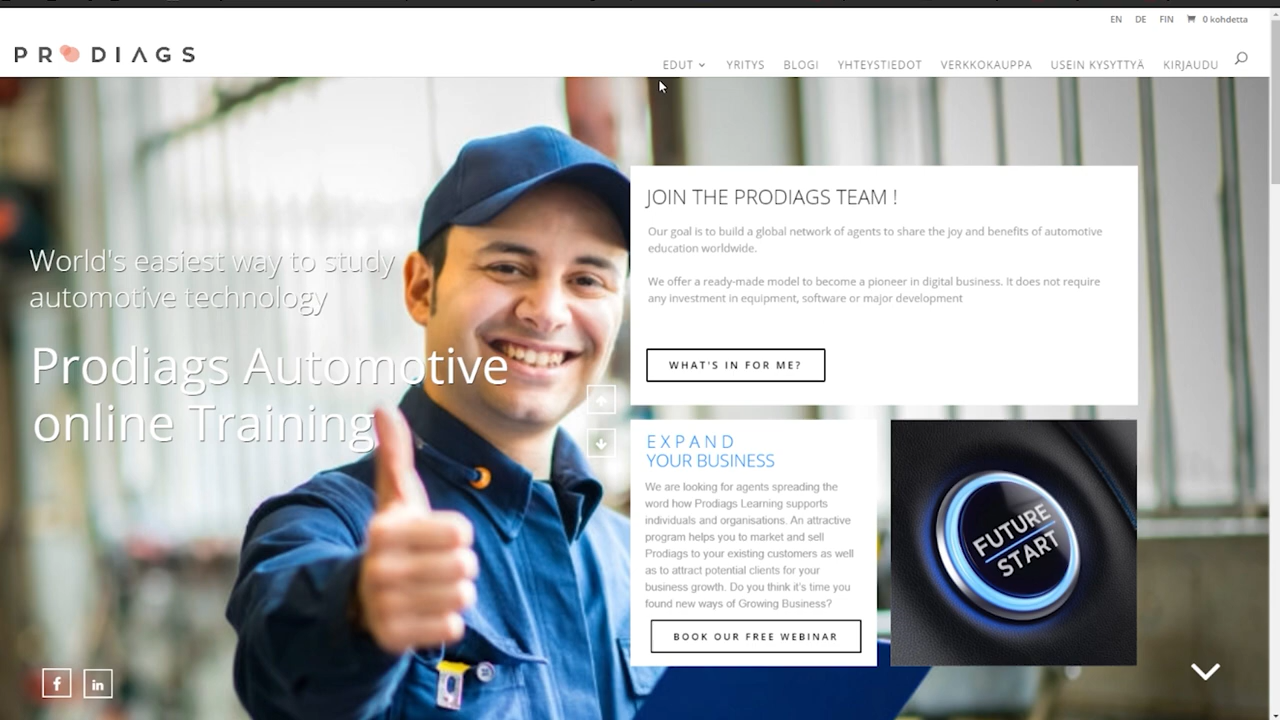 EN DE FIN 0 kohdetta
PRODIAGS
EDUT YRITYS BLOGI YHTEYSTIEDOT VERKKOKAUPPA USEIN KYSYTTYÄ KIRJAUDU
World's easiest way to study
automotive technology
Prodiags Automotive
online Training
JOIN THE PRODIAGS TEAM !
Our goal is to build a global network of agents to share the joy and benefits of automotive
education worldwide.
We offer a ready-made model to become a pioneer in digital business. It does not require
any investment in equipment, software or major development
WHAT'S IN FOR ME?
EXPAND
YOUR BUSINESS
We are looking for agents spreading the
word how Prodiags Learning supports
individuals and organisations. An attractive
program helps you to market and sell
Prodiags to your existing customers as well
as to attract potential clients for your
business growth. Do you think it's time you
found new ways of Growing Business?
BOOK OUR FREE WEBINAR
FUTURE
START
f in